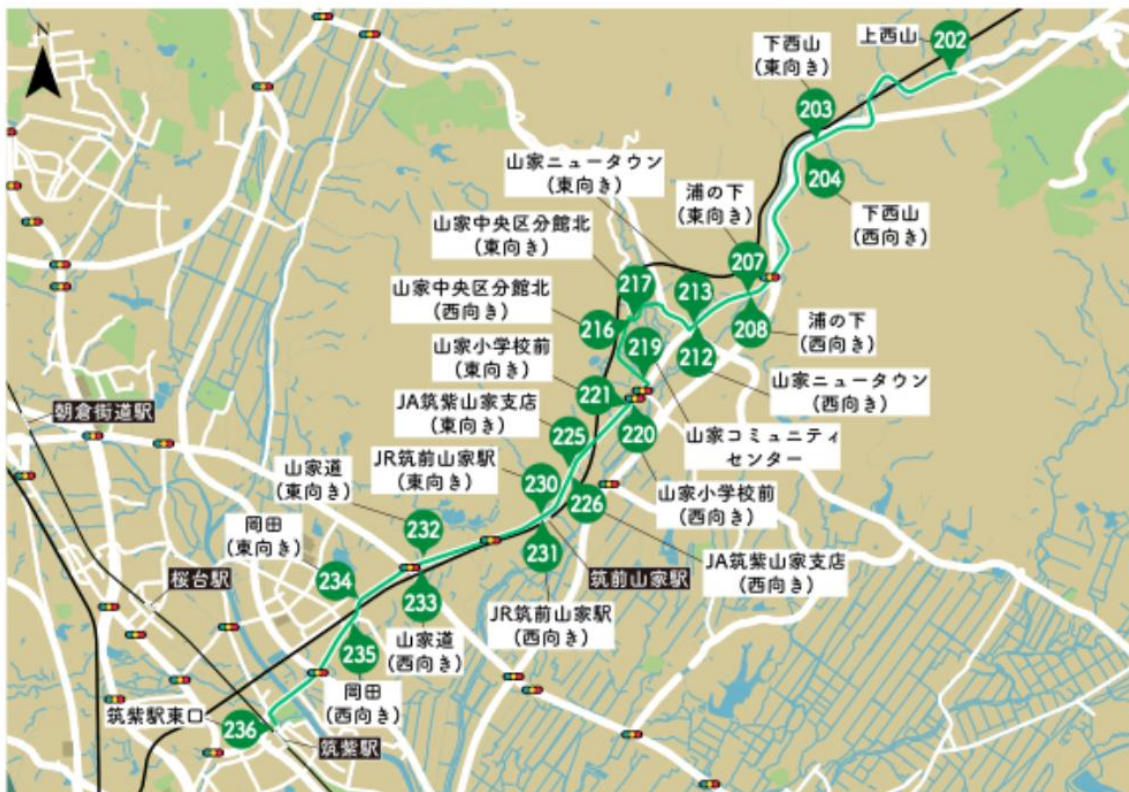 N
上西山
202
下西山
(東向き)
203
204
下西山
(西向き)
山家ニュータウン
(東向き)
浦の下
(東向き)
山家中央区分館北
(東向き)
207
217
213
山家中央区分館北
(西向き)
216
208
浦の下
(西向き)
219
212
山家小学校前
(東向き)
山家ニュータウン
(西向き)
221
JA筑紫山家支店
(東向き)
220
山家コミュニティ
センター
朝倉街道駅
225
JR筑前山家駅
(東向き)
山家道
(東向き)
230
226
山家小学校前
(西向き)
岡田
(東向き)
232
231
JA筑紫山家支店
(西向き)
筑前山家駅
桜台駅
234
233
JR筑前山家駅
(西向き)
山家道
(西向き)
235
岡田
(西向き)
筑紫駅東口
236
筑紫駅